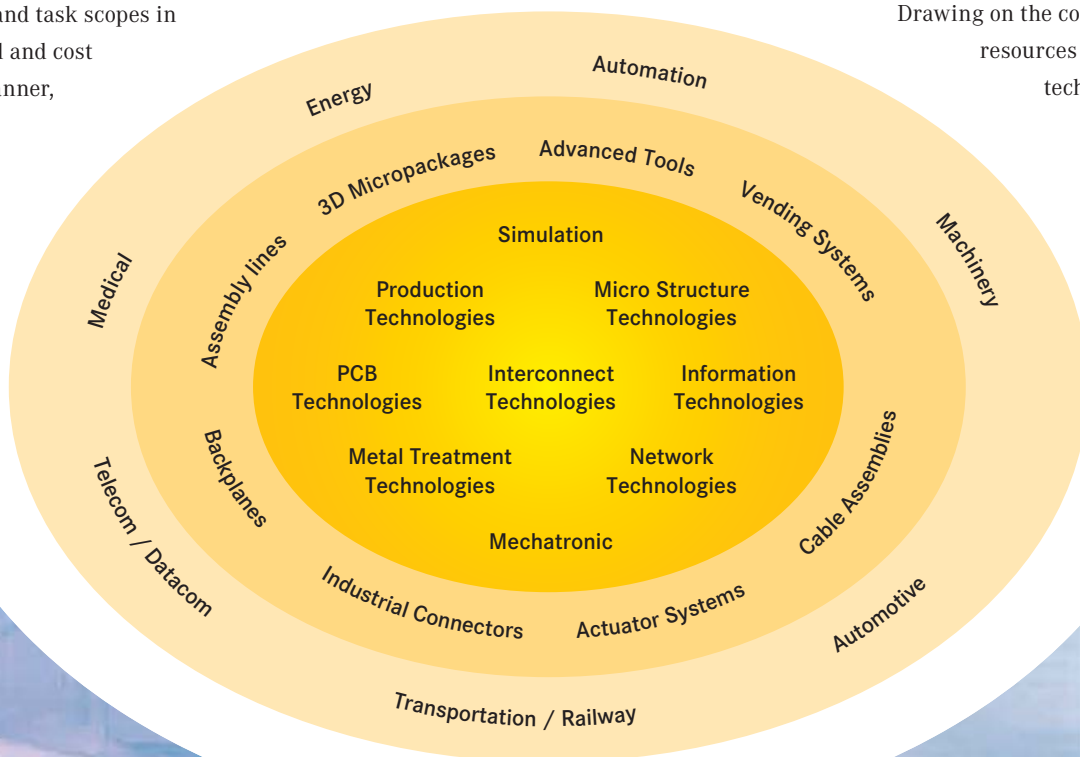 and task scopes in
and cost
Drawing on the co
resources
Energy
Automation
Machinery
Automotive
Transportation / Railway
Telecom / Datacom
Medical
3D Micropackages
Advanced Tools
Vending Systems
Cable Assemblies
Actuator Systems
Industrial Connectors
Backplanes
Assembly lines
Simulation
Production
Technologies
Micro Structure
Technologies
PCB
Technologies
Interconnect
Technologies
Information
Technologies
Metal Treatment
Technologies
Network
Technologies
Mechatronic